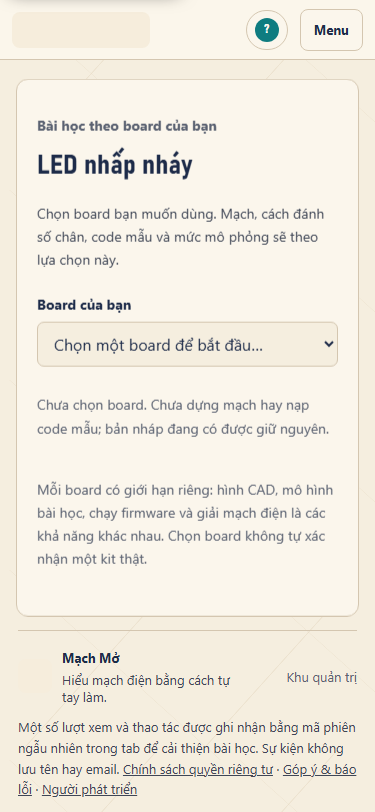 ?
Menu
Bài học theo board của bạn
LED nhấp nháy
Chọn board bạn muốn dùng. Mạch, cách đánh
số chân, code mẫu và mức mô phỏng sẽ theo
lựa chọn này.
Board của bạn
Chọn một board để bắt đầu...
Chưa chọn board. Chưa dựng mạch hay nạp
code mẫu; bản nháp đang có được giữ nguyên.
Mỗi board có giới hạn riêng: hình CAD, mô hình
bài học, chạy firmware và giải mạch điện là các
khả năng khác nhau. Chọn board không tự xác
nhận một kit thật.
Mạch Mở
Hiểu mạch điện bằng cách tự
tay làm.
Khu quản trị
Một số lượt xem và thao tác được ghi nhận bằng mã phiên
ngẫu nhiên trong tab để cải thiện bài học. Sự kiện không
lưu tên hay email. Chính sách quyền riêng tư · Góp ý & báo
lỗi · Người phát triển